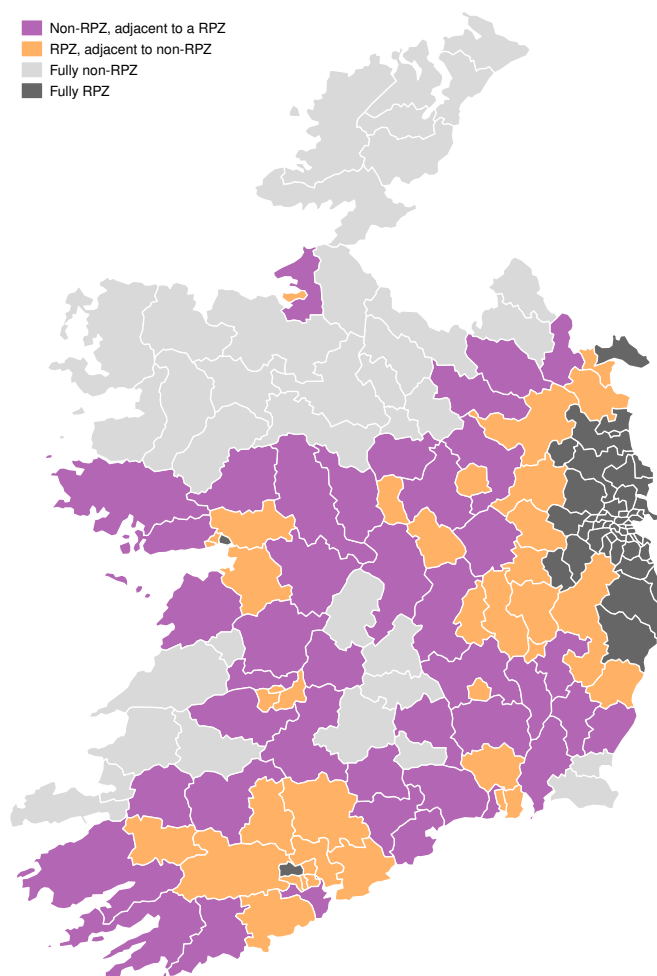 Non-RPZ, adjacent to a RPZ
RPZ, adjacent to non-RPZ
Fully non-RPZ
Fully RPZ